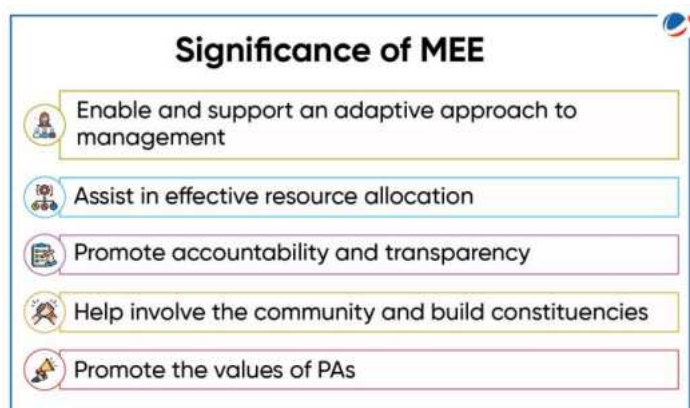 Significance of MEE
Enable and support an adaptive approach to
management
Assist in effective resource allocation
Promote accountability and transparency
Help involve the community and build constituencies
Promote the values of PAs